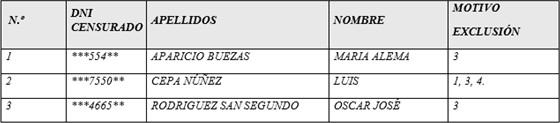 N.º DNI CENSURADO APELLIDOS NOMBRE MOTIVO EXCLUSIÓN
1 ***554** APARICIO BUEZAS MARIA ALEMA 3
2 ***7550** CEPA NÚÑEZ LUIS 1, 3, 4.
3 ***4665** RODRIGUEZ SAN SEGUNDO OSCAR JOSÉ 3